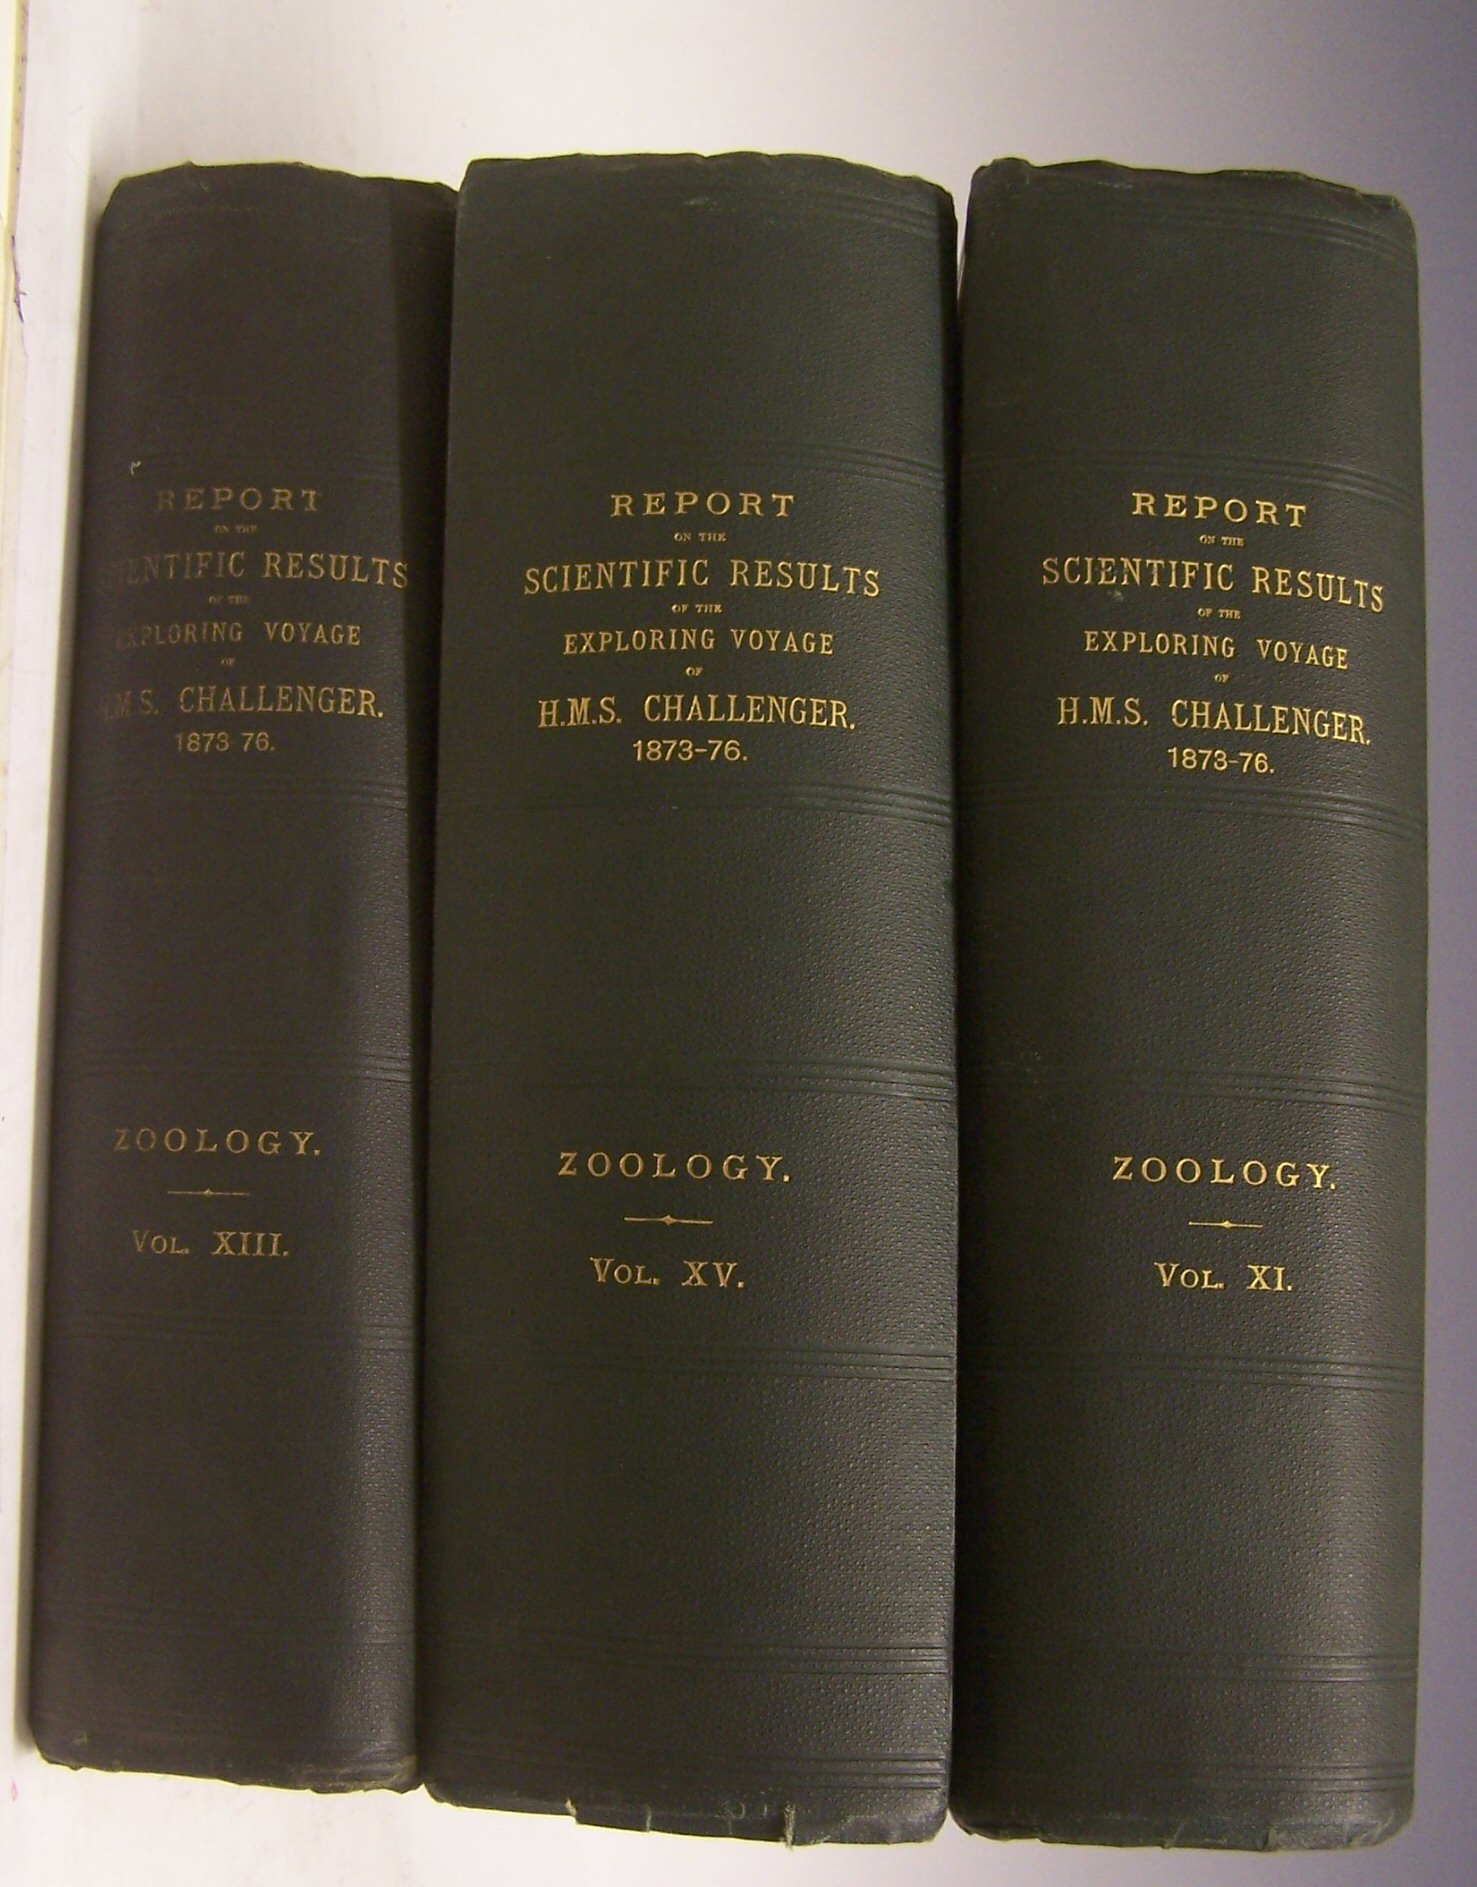 REPORT
ON THE
SCIENTIFIC RESULTS
OF THE
EXPLORING VOYAGE
OF
H.M.S. CHALLENGER.
1873-76.
ZOOLOGY.
VOL. XIII.
REPORT
ON THE
SCIENTIFIC RESULTS
OF THE
EXPLORING VOYAGE
OF
H.M.S. CHALLENGER.
1873-76.
ZOOLOGY.
VOL. XV.
REPORT
ON THE
SCIENTIFIC RESULTS
OF THE
EXPLORING VOYAGE
OF
H.M.S. CHALLENGER.
1873-76.
ZOOLOGY.
VOL. XI.